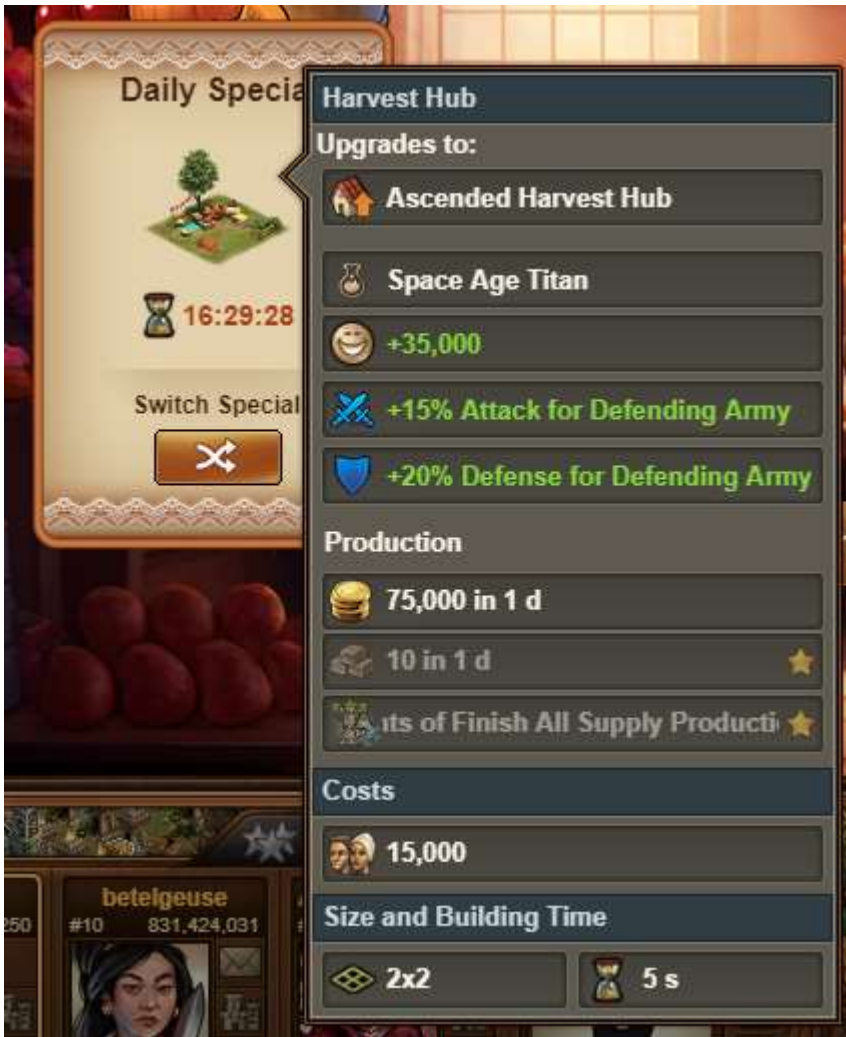 Daily Specia
16:29:28
Switch Special
Harvest Hub
Upgrades to:
Ascended Harvest Hub
Space Age Titan
+35,000
+15% Attack for Defending Army
+20% Defense for Defending Army
Production
75,000 in 1 d
10 in 1 d
nts of Finish All Supply Producti
Costs
15,000
Size and Building Time
2x2 5 s
250
betelgeuse
#10 831,424,031